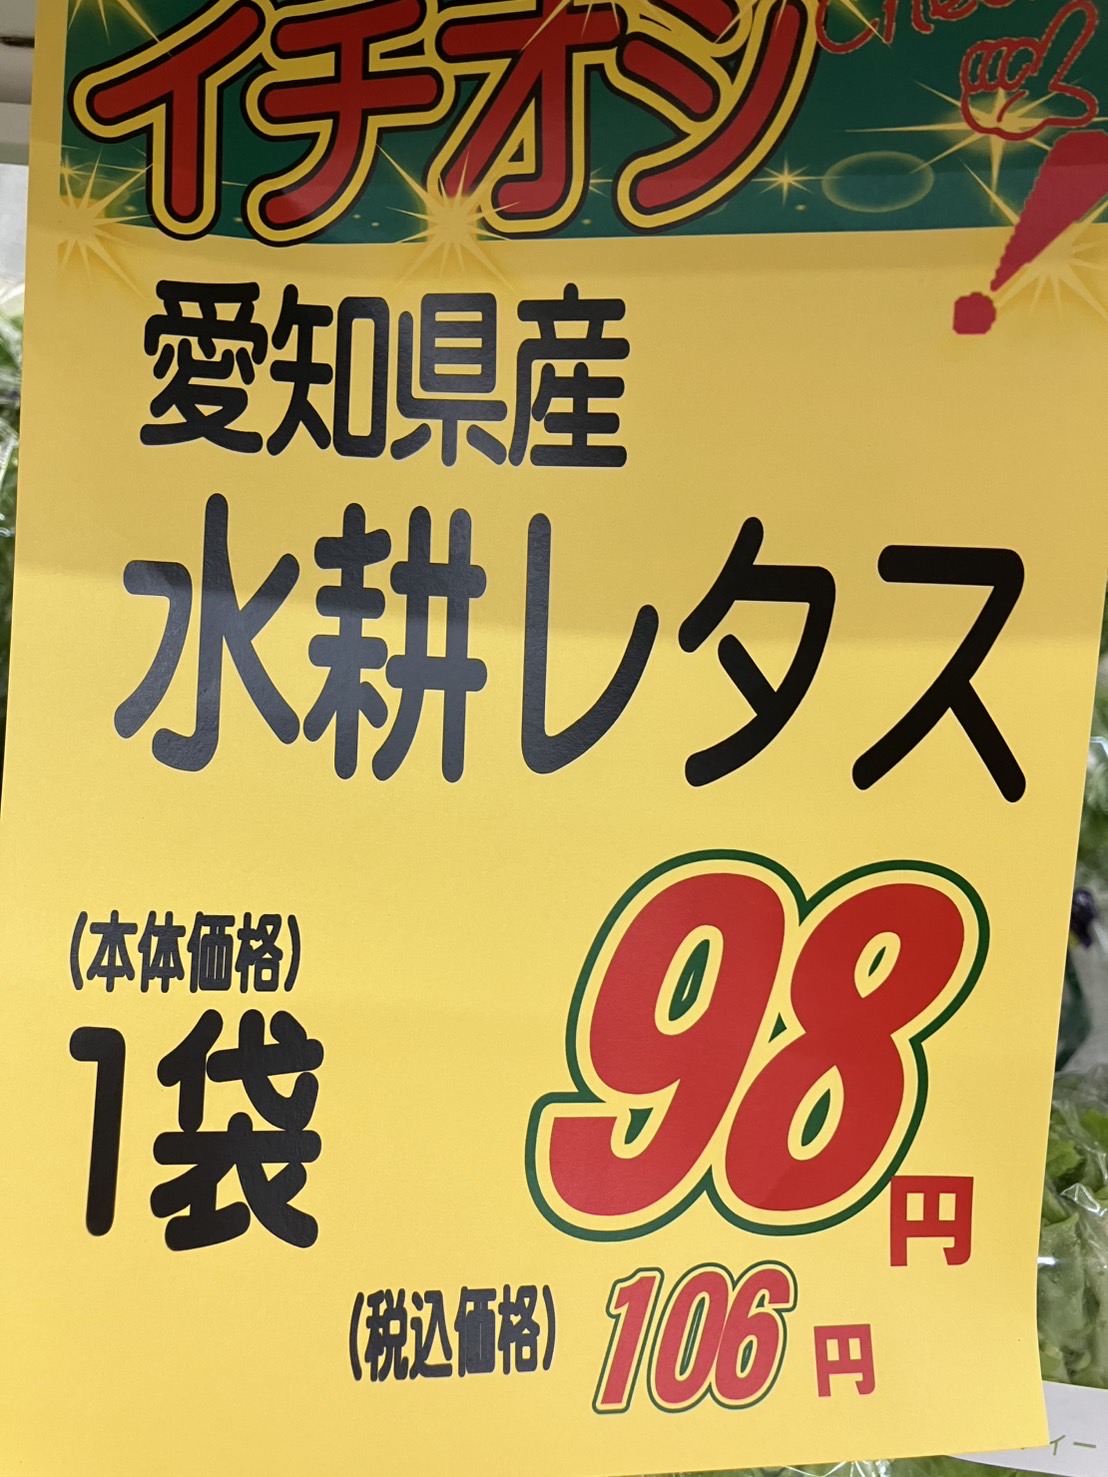 イチオシ
愛知県産
水耕レタス
(本体価格)
1袋
98円
(税込価格) 106円